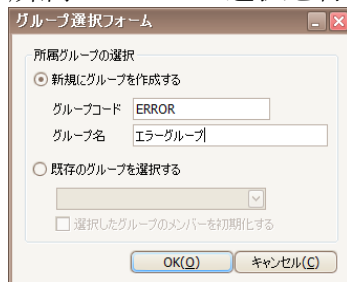 グループ選択フォーム
所属グループの選択
新規にグループを作成する
グループコード ERROR
グループ名 エラーグループ
既存のグループを選択する
選択したグループのメンバーを初期化する
OK(O) キャンセル(C)